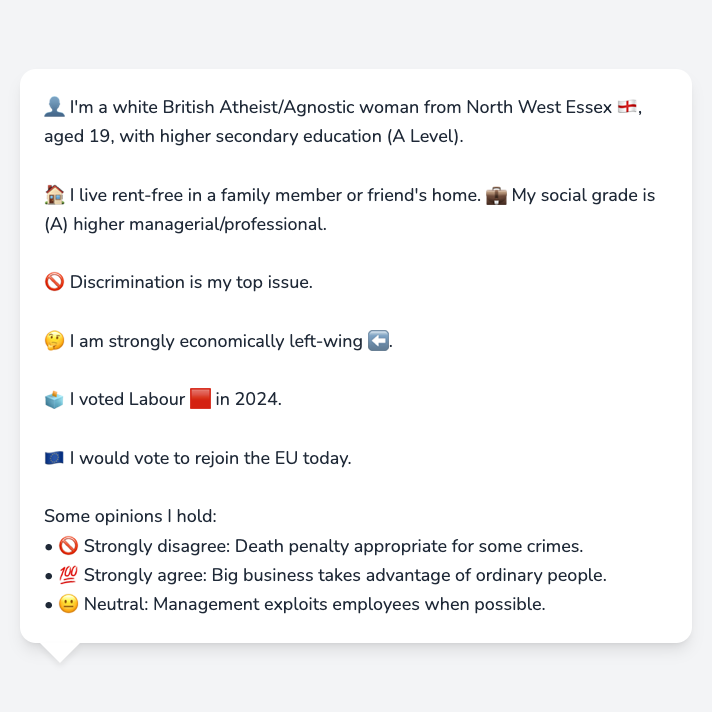 👤 I'm a white British Atheist/Agnostic woman from North West Essex 🏴󠁧󠁢󠁥󠁮󠁧󠁿,
aged 19, with higher secondary education (A Level).
🏠 I live rent-free in a family member or friend's home. 💼 My social grade is
(A) higher managerial/professional.
🚫 Discrimination is my top issue.
🤔 I am strongly economically left-wing ⬅️.
🗳️ I voted Labour 🟥 in 2024.
🇪🇺 I would vote to rejoin the EU today.
Some opinions I hold:
• 🚫 Strongly disagree: Death penalty appropriate for some crimes.
• 💯 Strongly agree: Big business takes advantage of ordinary people.
• 😐 Neutral: Management exploits employees when possible.